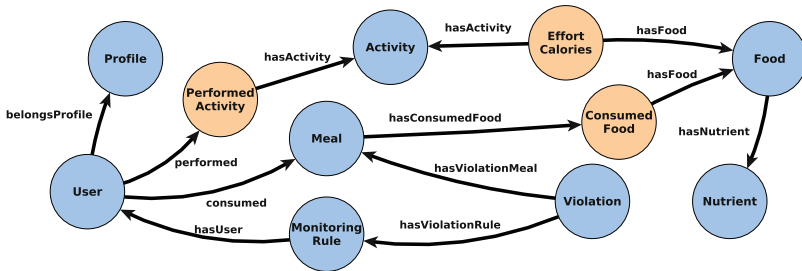 hasActivity
Effort
Calories
hasFood
Profile
hasActivity
Activity
Food
Performed
Activity
hasFood
belongsProfile
hasConsumedFood
Consumed
Food
hasNutrient
Meal
performed
hasViolationMeal
User
consumed
Violation
Nutrient
hasUser
Monitoring
Rule
hasViolationRule